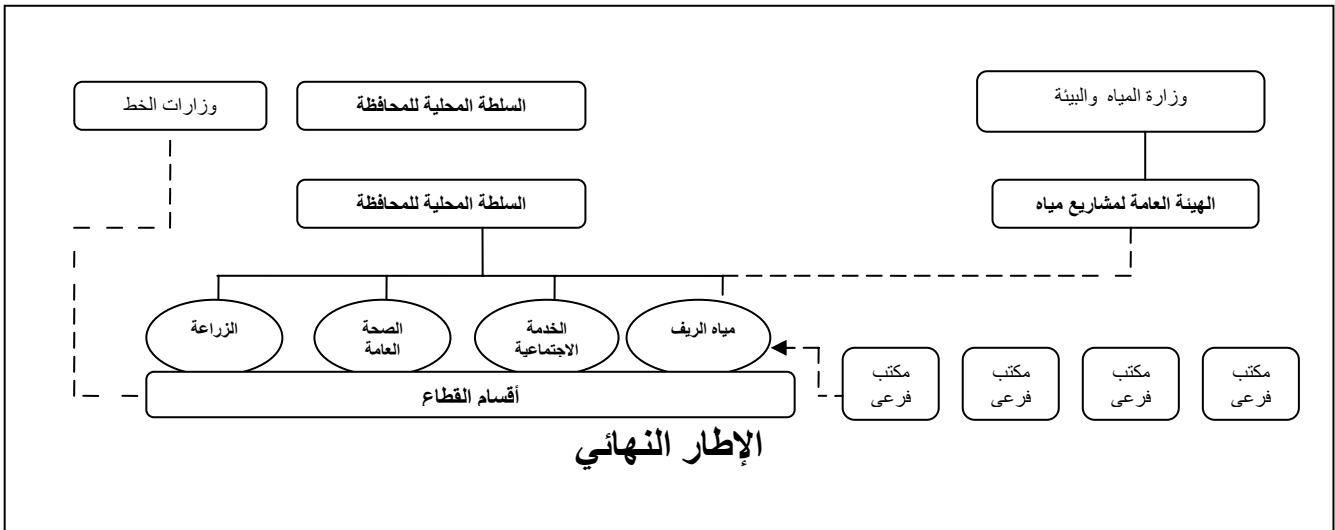 وزارة المياه والبيئة
السلطة المحلية للمحافظة
وزارات الخط
الهيئة العامة لمشاريع مياه
السلطة المحلية للمحافظة
مياه الريف
الخدمة
الاجتماعية
الصحة
العامة
الزراعة
مكتب
فرعى
مكتب
فرعى
مكتب
فرعى
مكتب
فرعى
أقسام القطاع
الإطار النهائي